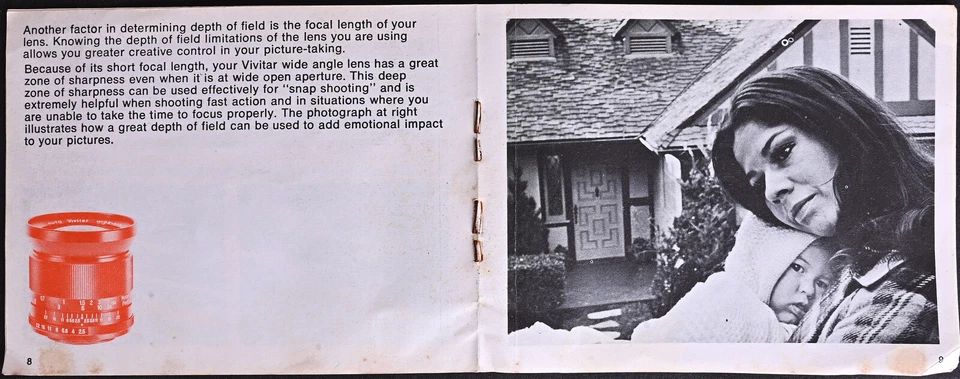 Another factor in determining depth of field is the focal length of your
lens. Knowing the depth of field limitations of the lens you are using
allows you greater creative control in your picture-taking.
Because of its short focal length, your Vivitar wide angle lens has a great
zone of sharpness even when it is at wide open aperture. This deep
zone of sharpness can be used effectively for "snap shooting" and is
extremely helpful when shooting fast action and in situations where you
are unable to take the time to focus properly. The photograph at right
illustrates how a great depth of field can be used to add emotional impact
to your pictures.
8
9